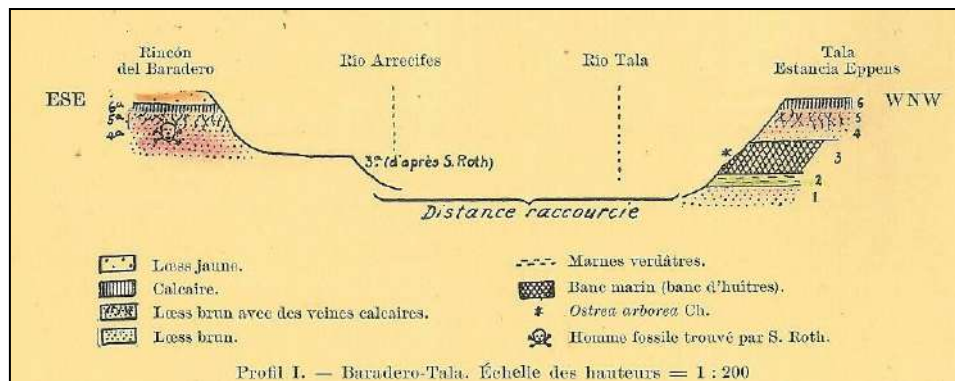 Rincón
del Baradero
Río Arrecifes
Río Tala
Tala
Estancia Eppens
ESE
WNW
6a
5a
4a
3a (d'après S. Roth)
6
5
4
3
2
1
*
Distance raccourcie
Lœss jaune.
Calcaire.
Lœss brun avec des veines calcaires.
Lœss brun.
Marnes verdâtres.
Banc marin (banc d'huîtres).
* Ostrea arborea Ch.
Homme fossile trouvé par S. Roth.
Profil I. — Baradero-Tala. Échelle des hauteurs = 1 : 200